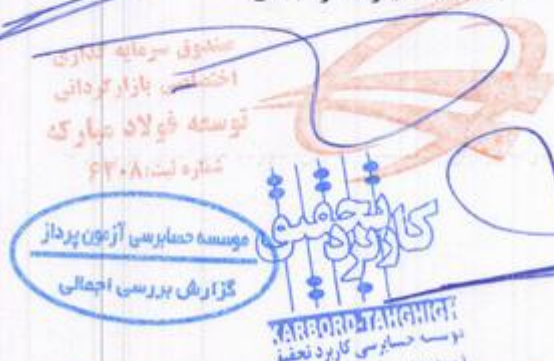 صندوق سرمایه گذاری
اختصاصی بازارگردانی
توسعه فولاد مبارکه
شماره ثبت:
موسسه حسابرسی آزمون پرداز
گزارش بررسی اجمالی
کاربرد تحقیق
KARBORD-TAHGHIGH
موسسه حسابرسی کاربرد تحقیق